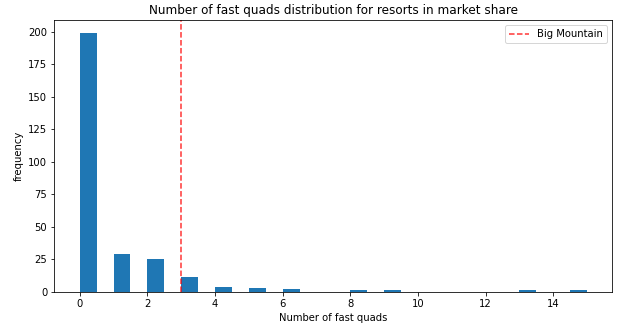 Number of fast quads distribution for resorts in market share
Big Mountain
frequency
200
175
150
125
100
75
50
25
0
0 2 4 6 8 10 12 14
Number of fast quads